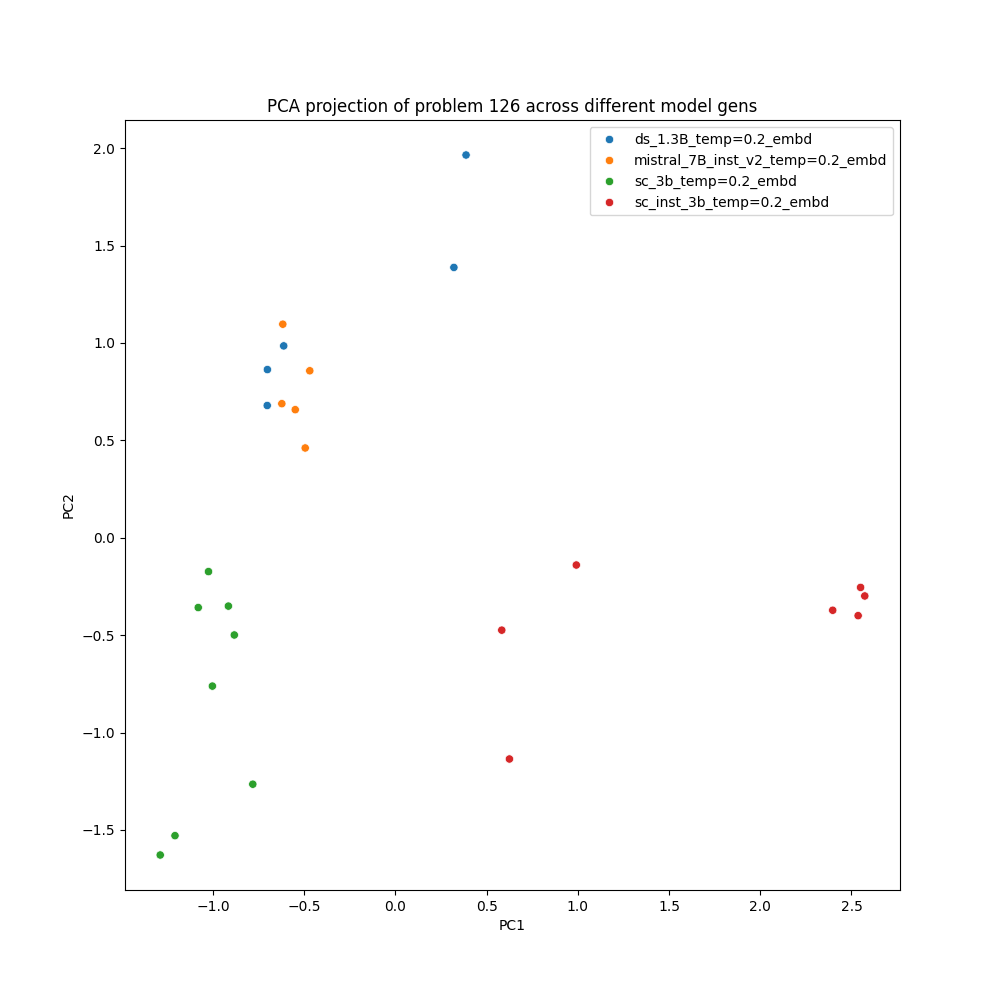 PCA projection of problem 126 across different model gens
ds_1.3B_temp=0.2_embd
mistral_7B_inst_v2_temp=0.2_embd
sc_3b_temp=0.2_embd
sc_inst_3b_temp=0.2_embd
2.0
1.5
1.0
0.5
0.0
−0.5
−1.0
−1.5
PC2
−1.0 −0.5 0.0 0.5 1.0 1.5 2.0 2.5
PC1